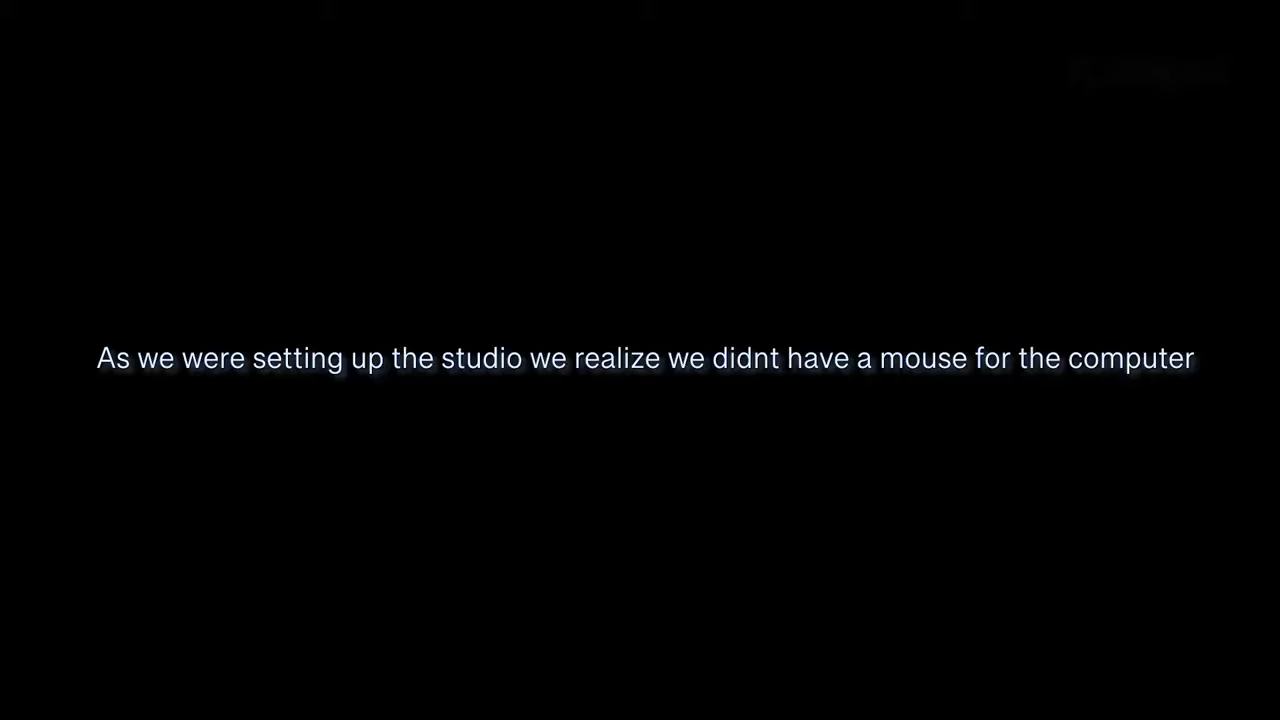 As we were setting up the studio we realize we didnt have a mouse for the computer